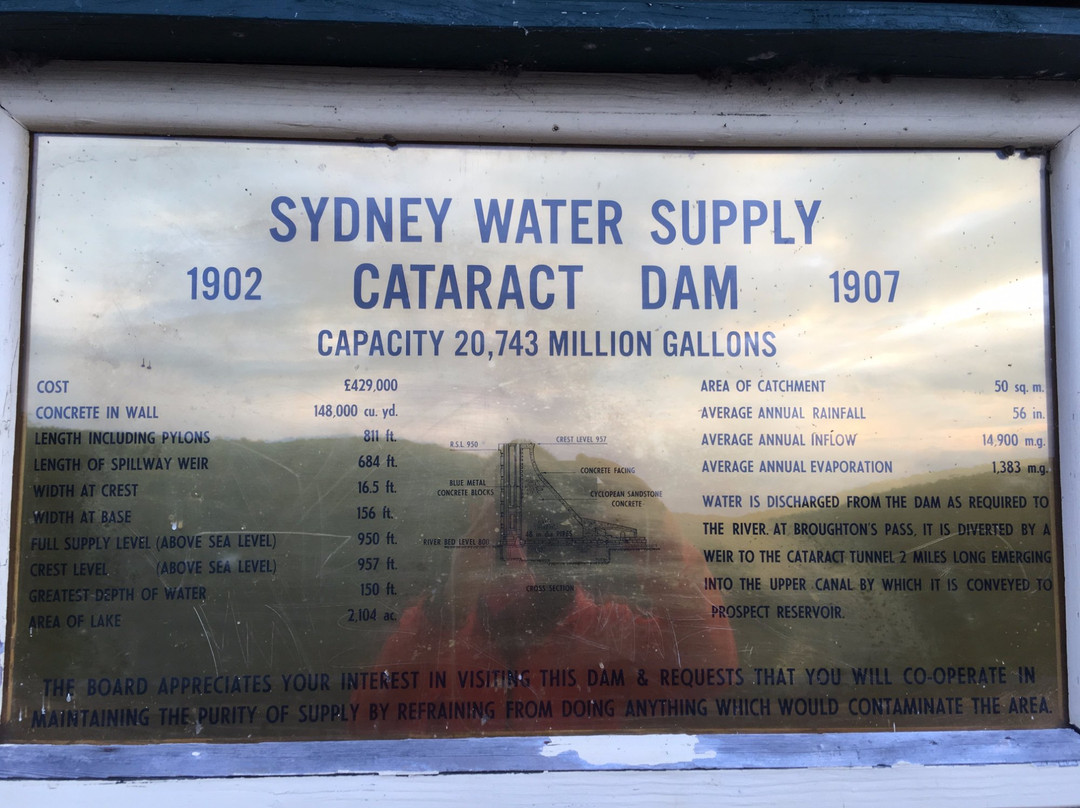 SYDNEY WATER SUPPLY
1902 CATARACT DAM 1907
CAPACITY 20,743 MILLION GALLONS
COST £429,000
CONCRETE IN WALL 148,000 cu. yd.
LENGTH INCLUDING PYLONS 811 ft.
LENGTH OF SPILLWAY WEIR 684 ft.
WIDTH AT CREST 16.5 ft.
WIDTH AT BASE 156 ft.
FULL SUPPLY LEVEL (ABOVE SEA LEVEL) 950 ft.
CREST LEVEL (ABOVE SEA LEVEL) 957 ft.
GREATEST DEPTH OF WATER 150 ft.
AREA OF LAKE 2,104 ac.
R.S.L. 950
CREST LEVEL 957
CONCRETE FACING
BLUE METAL
CONCRETE BLOCKS
CYCLOPEAN SANDSTONE
CONCRETE
RIVER BED LEVEL 800
CROSS SECTION
AREA OF CATCHMENT 50 sq. m.
AVERAGE ANNUAL RAINFALL 56 in.
AVERAGE ANNUAL INFLOW 14,900 m.g.
AVERAGE ANNUAL EVAPORATION 1,383 m.g.
WATER IS DISCHARGED FROM THE DAM AS REQUIRED TO
THE RIVER. AT BROUGHTON'S PASS, IT IS DIVERTED BY A
WEIR TO THE CATARACT TUNNEL 2 MILES LONG EMERGING
INTO THE UPPER CANAL BY WHICH IT IS CONVEYED TO
PROSPECT RESERVOIR.
THE BOARD APPRECIATES YOUR INTEREST IN VISITING THIS DAM & REQUESTS THAT YOU WILL CO-OPERATE IN
MAINTAINING THE PURITY OF SUPPLY BY REFRAINING FROM DOING ANYTHING WHICH WOULD CONTAMINATE THE AREA.